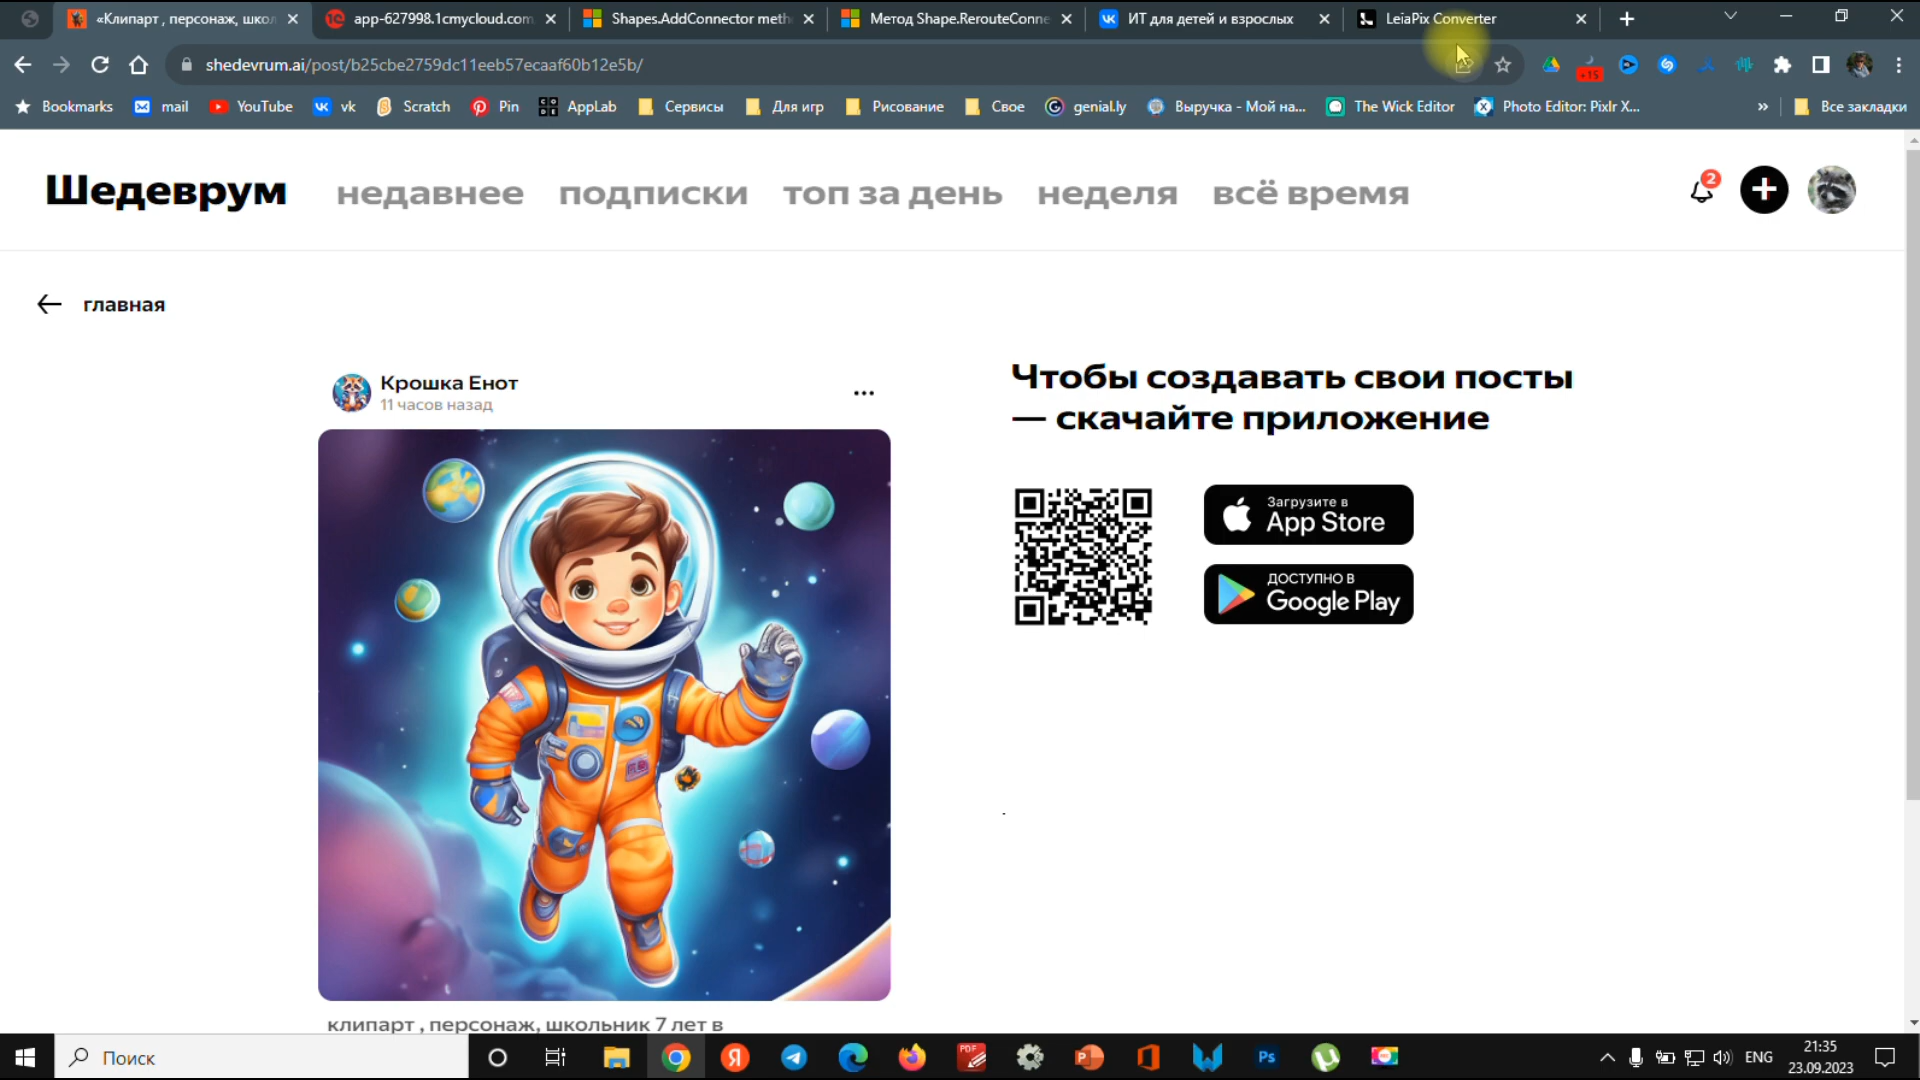 «Клипарт , персонаж, школ
app-627998.1cmycloud.com
Shapes.AddConnector meth
Метод Shape.RerouteConne
ИТ для детей и взрослых
LeiaPix Converter
shedevrum.ai/post/b25cbe2759dc11eeb57ecaaf60b12e5b/
+15
Bookmarks
mail
YouTube
vk
Scratch
Pin
AppLab
Сервисы
Для игр
Рисование
Свое
genial.ly
Выручка - Мой на...
The Wick Editor
Photo Editor: Pixlr X...
»
Все закладки
Шедеврум
недавнее
подписки
топ за день
неделя
всё время
2
главная
Крошка Енот
11 часов назад
Чтобы создавать свои посты
— скачайте приложение
Загрузите в
App Store
ДОСТУПНО В
Google Play
клипарт , персонаж, школьник 7 лет в
Поиск
PDF
Ps
ENG
21:35
23.09.2023